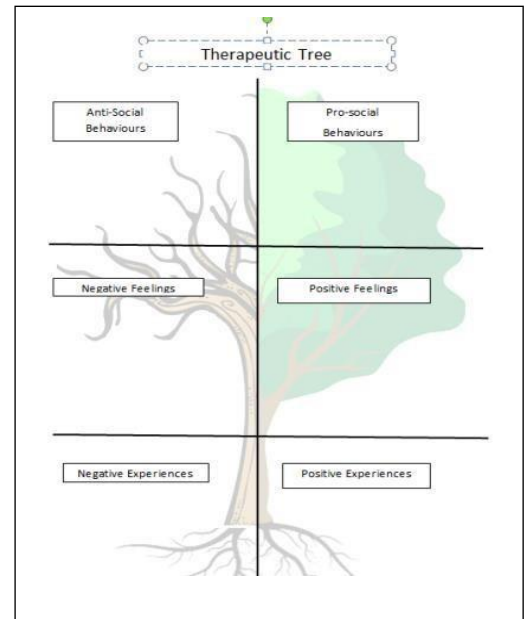 Therapeutic Tree
Anti-Social
Behaviours
Pro-social
Behaviours
Negative Feelings
Positive Feelings
Negative Experiences
Positive Experiences